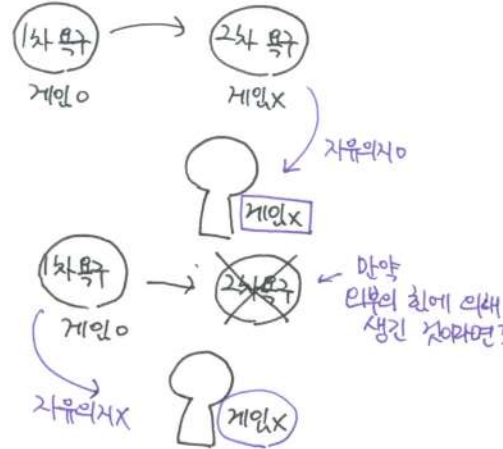 1차 욕구
2차 욕구
게임o
게임x
자유의지o
게임x
1차 욕구
2차 욕구
만약
외부의 힘에 의해
생긴 것이라면?
게임o
자유의지x
게임x